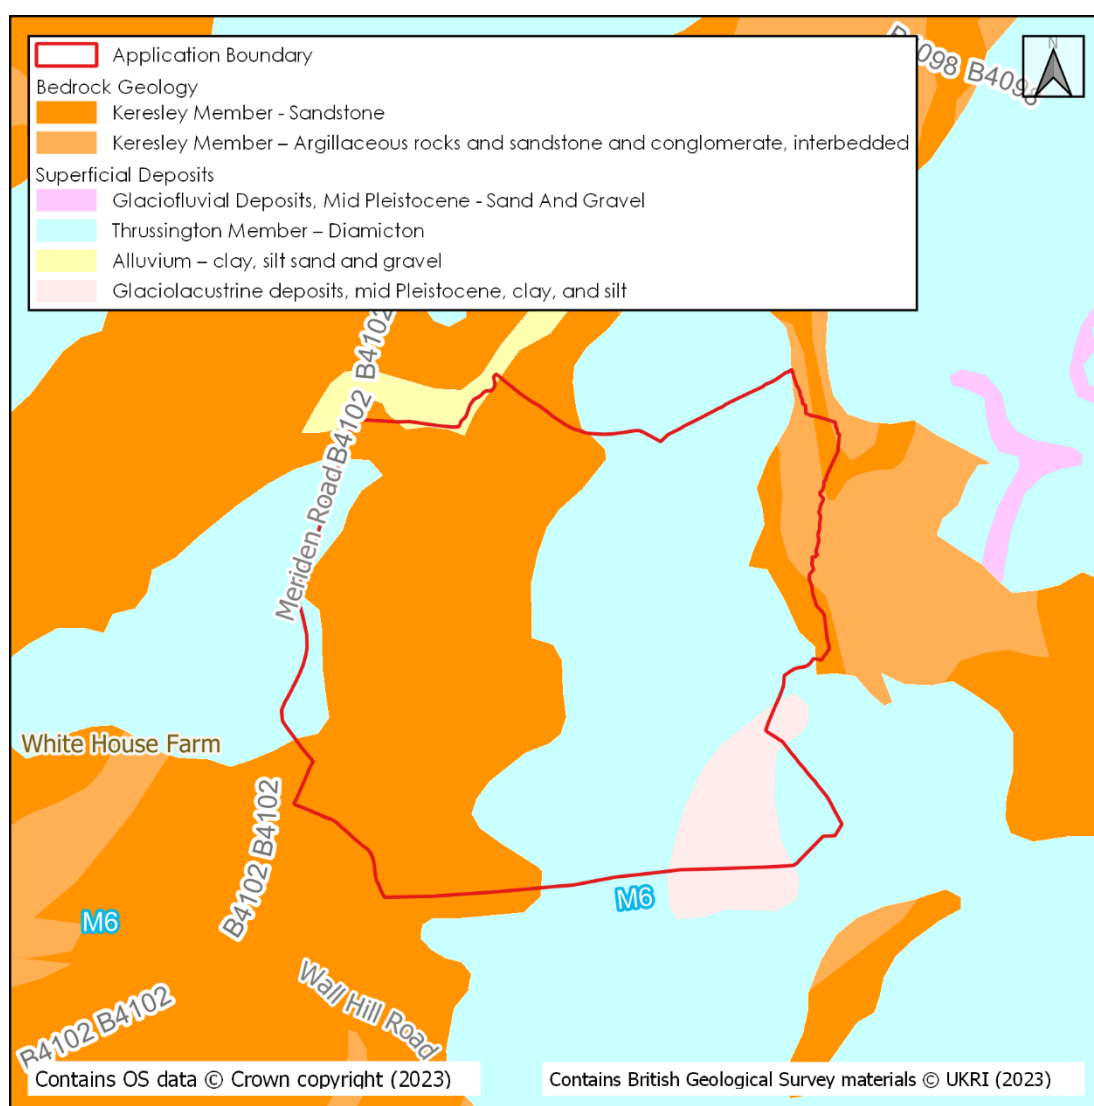 Application Boundary
Bedrock Geology
Keresley Member - Sandstone
Keresley Member – Argillaceous rocks and sandstone and conglomerate, interbedded
Superficial Deposits
Glaciofluvial Deposits, Mid Pleistocene - Sand And Gravel
Thrussington Member – Diamicton
Alluvium – clay, silt sand and gravel
Glaciolacustrine deposits, mid Pleistocene, clay, and silt
N
B4098
B4102
B4102
Meriden Road
White House Farm
B4102
B4102
M6
M6
Wall Hill Road
B4102 B4102
Contains OS data © Crown copyright (2023)
Contains British Geological Survey materials © UKRI (2023)